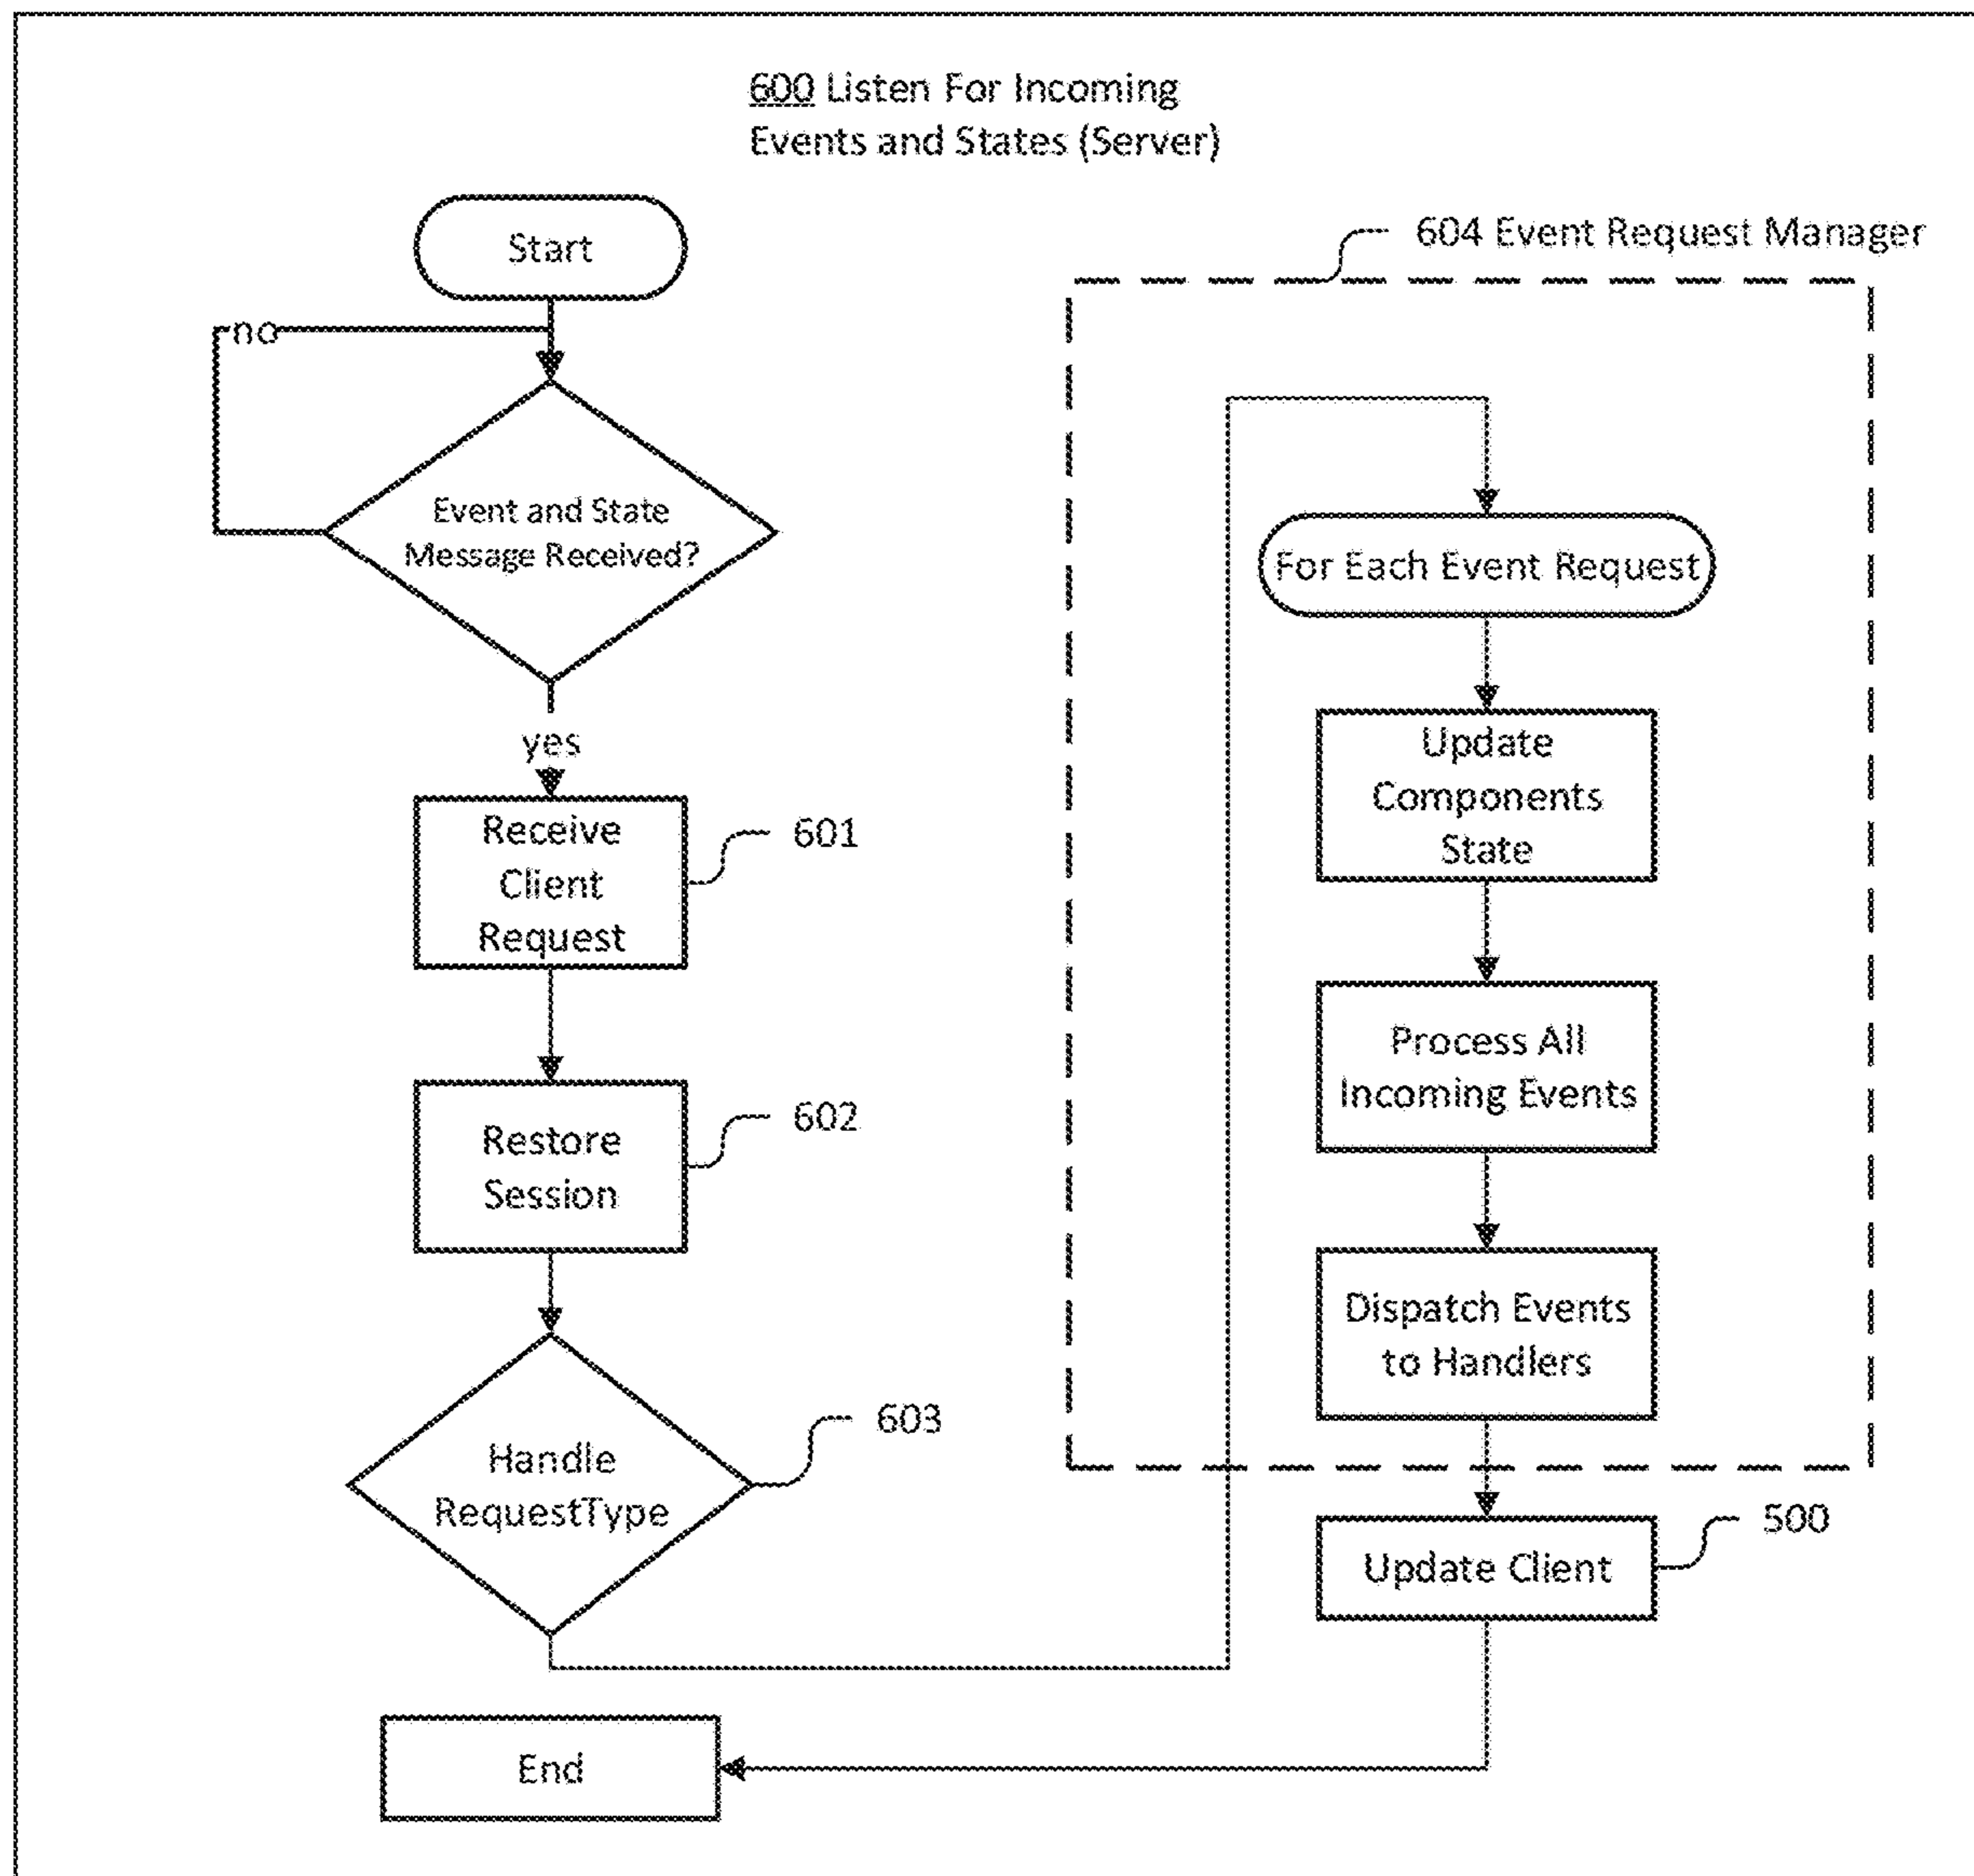 600 Listen For Incoming
Events and States (Server)
Start
no
Event and State
Message Received?
yes
Receive
Client
Request
601
Restore
Session
602
Handle
RequestType
603
End
604 Event Request Manager
For Each Event Request
Update
Components
State
Process All
Incoming Events
Dispatch Events
to Handlers
Update Client
500